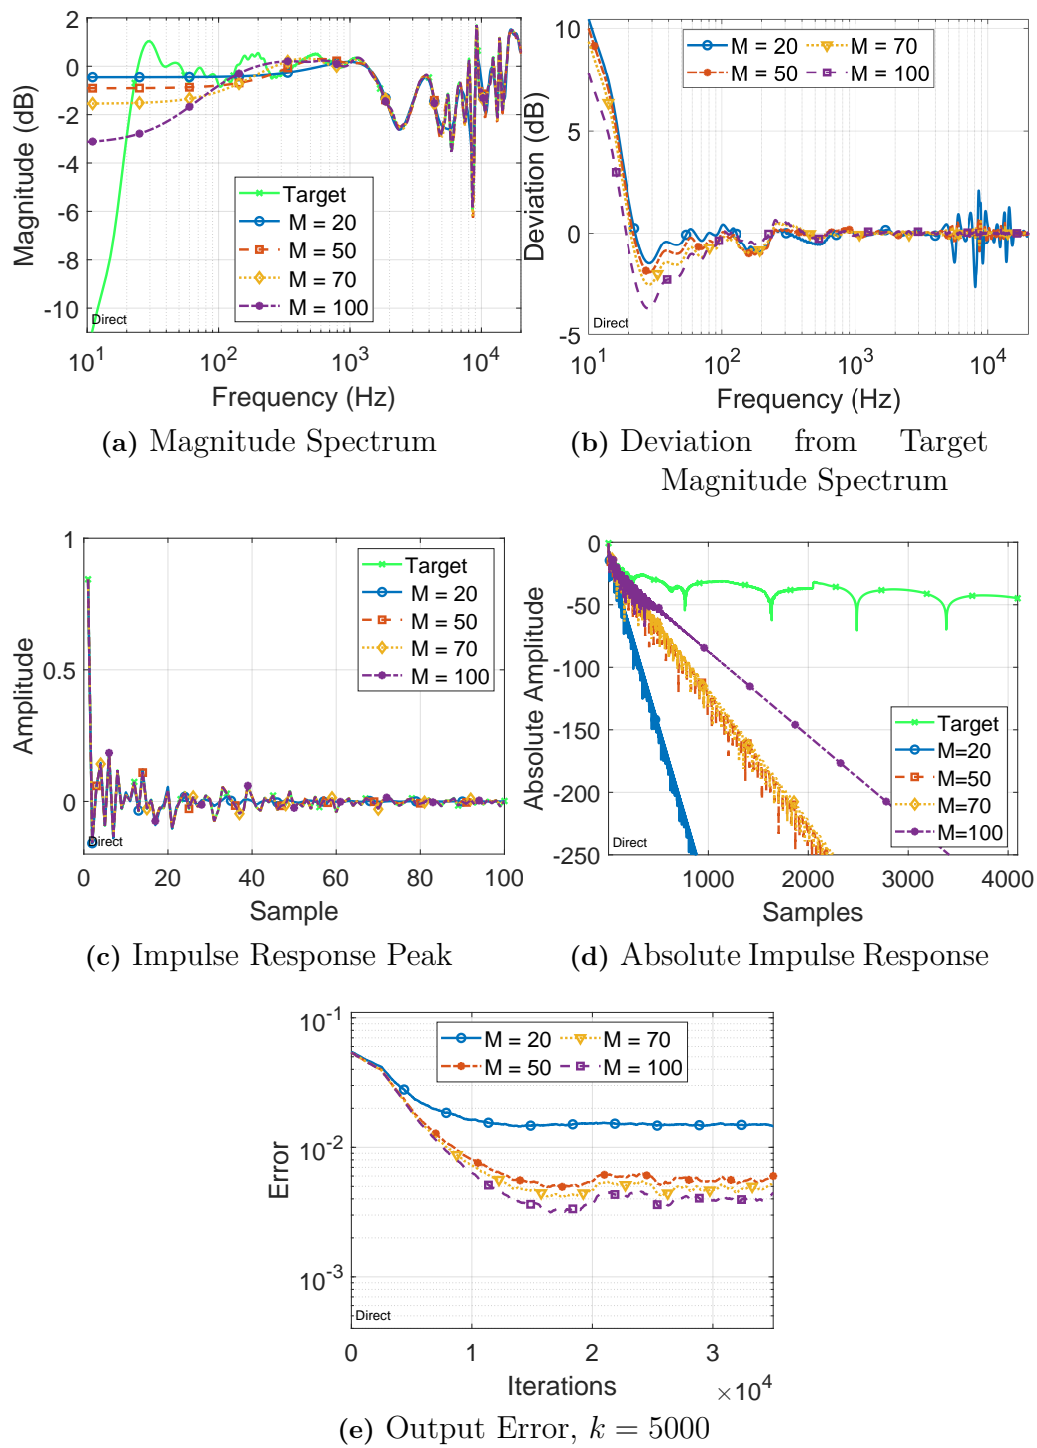 2
0
-2
-4
-6
-8
-10
Magnitude (dB)
Target
M = 20
M = 50
M = 70
M = 100
Direct
10^1
10^2
10^3
10^4
Frequency (Hz)
(a) Magnitude Spectrum
10
5
0
-5
Deviation (dB)
M = 20
M = 70
M = 50
M = 100
Direct
10^1
10^2
10^3
10^4
Frequency (Hz)
(b) Deviation from Target
Magnitude Spectrum
1
0.5
0
Amplitude
Target
M = 20
M = 50
M = 70
M = 100
Direct
0 20 40 60 80 100
Sample
(c) Impulse Response Peak
0
-50
-100
-150
-200
-250
Absolute Amplitude
Target
M=20
M=50
M=70
M=100
Direct
1000 2000 3000 4000
Samples
(d) Absolute Impulse Response
10^-1
10^-2
10^-3
Error
M = 20
M = 70
M = 50
M = 100
Direct
0 1 2 3
×10^4
Iterations
(e) Output Error, k = 5000